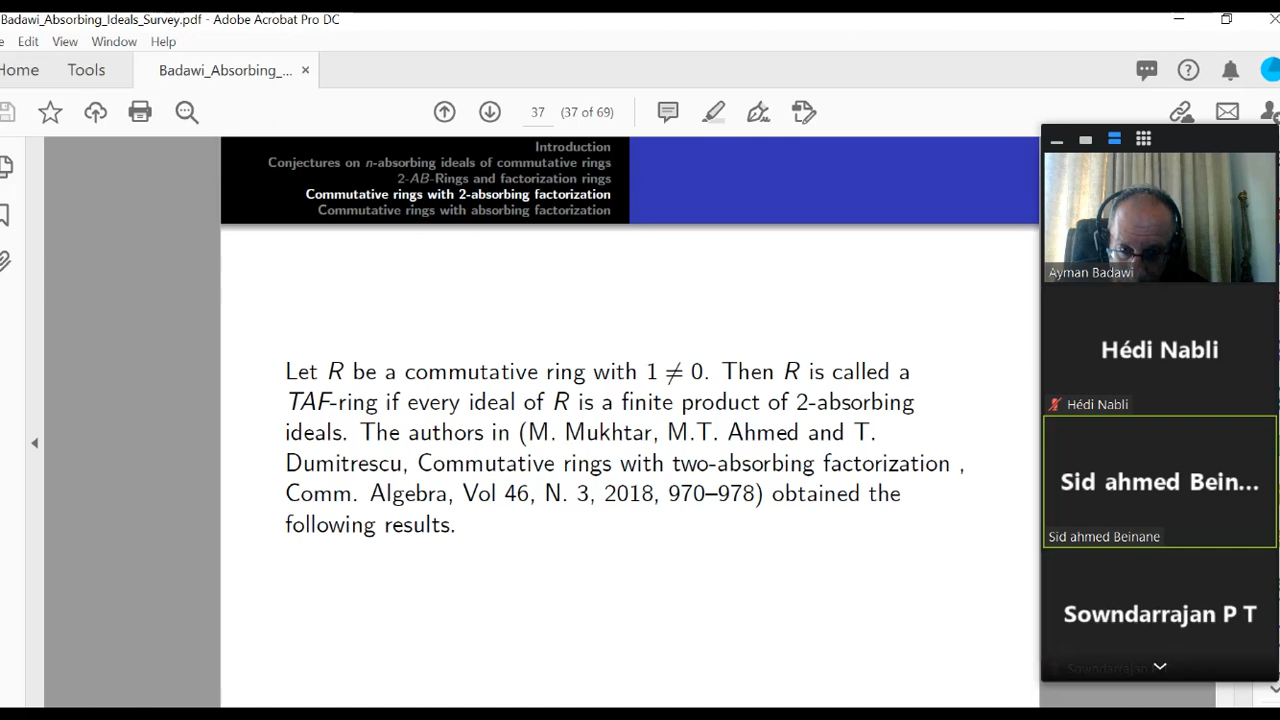 Badawi_Absorbing_Ideals_Survey.pdf - Adobe Acrobat Pro DC
Edit View Window Help
Home Tools Badawi_Absorbing_... ×
37 (37 of 69)
Introduction
Conjectures on n-absorbing ideals of commutative rings
2-AB-Rings and factorization rings
Commutative rings with 2-absorbing factorization
Commutative rings with absorbing factorization
Let R be a commutative ring with 1 ≠ 0. Then R is called a
TAF-ring if every ideal of R is a finite product of 2-absorbing
ideals. The authors in (M. Mukhtar, M.T. Ahmed and T.
Dumitrescu, Commutative rings with two-absorbing factorization ,
Comm. Algebra, Vol 46, N. 3, 2018, 970–978) obtained the
following results.
Ayman Badawi
Hédi Nabli
Hédi Nabli
Sid ahmed Bein...
Sid ahmed Beinane
Sowndarrajan P T